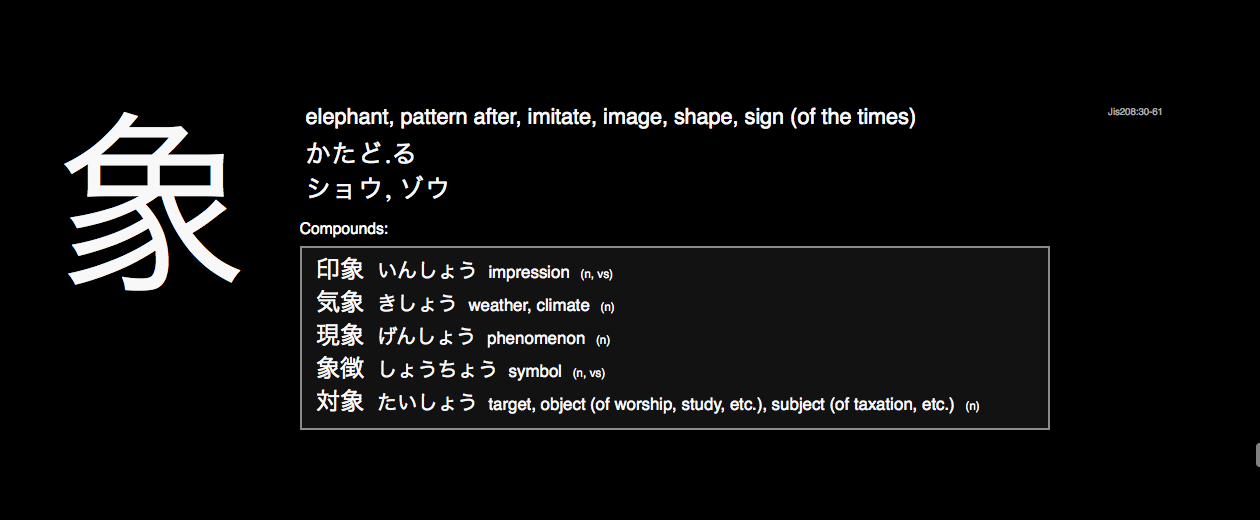 象
elephant, pattern after, imitate, image, shape, sign (of the times)
Jis208:30-61
かたど.る
ショウ, ゾウ
Compounds:
印象 いんしょう impression (n, vs)
気象 きしょう weather, climate (n)
現象 げんしょう phenomenon (n)
象徴 しょうちょう symbol (n, vs)
対象 たいしょう target, object (of worship, study, etc.), subject (of taxation, etc.) (n)